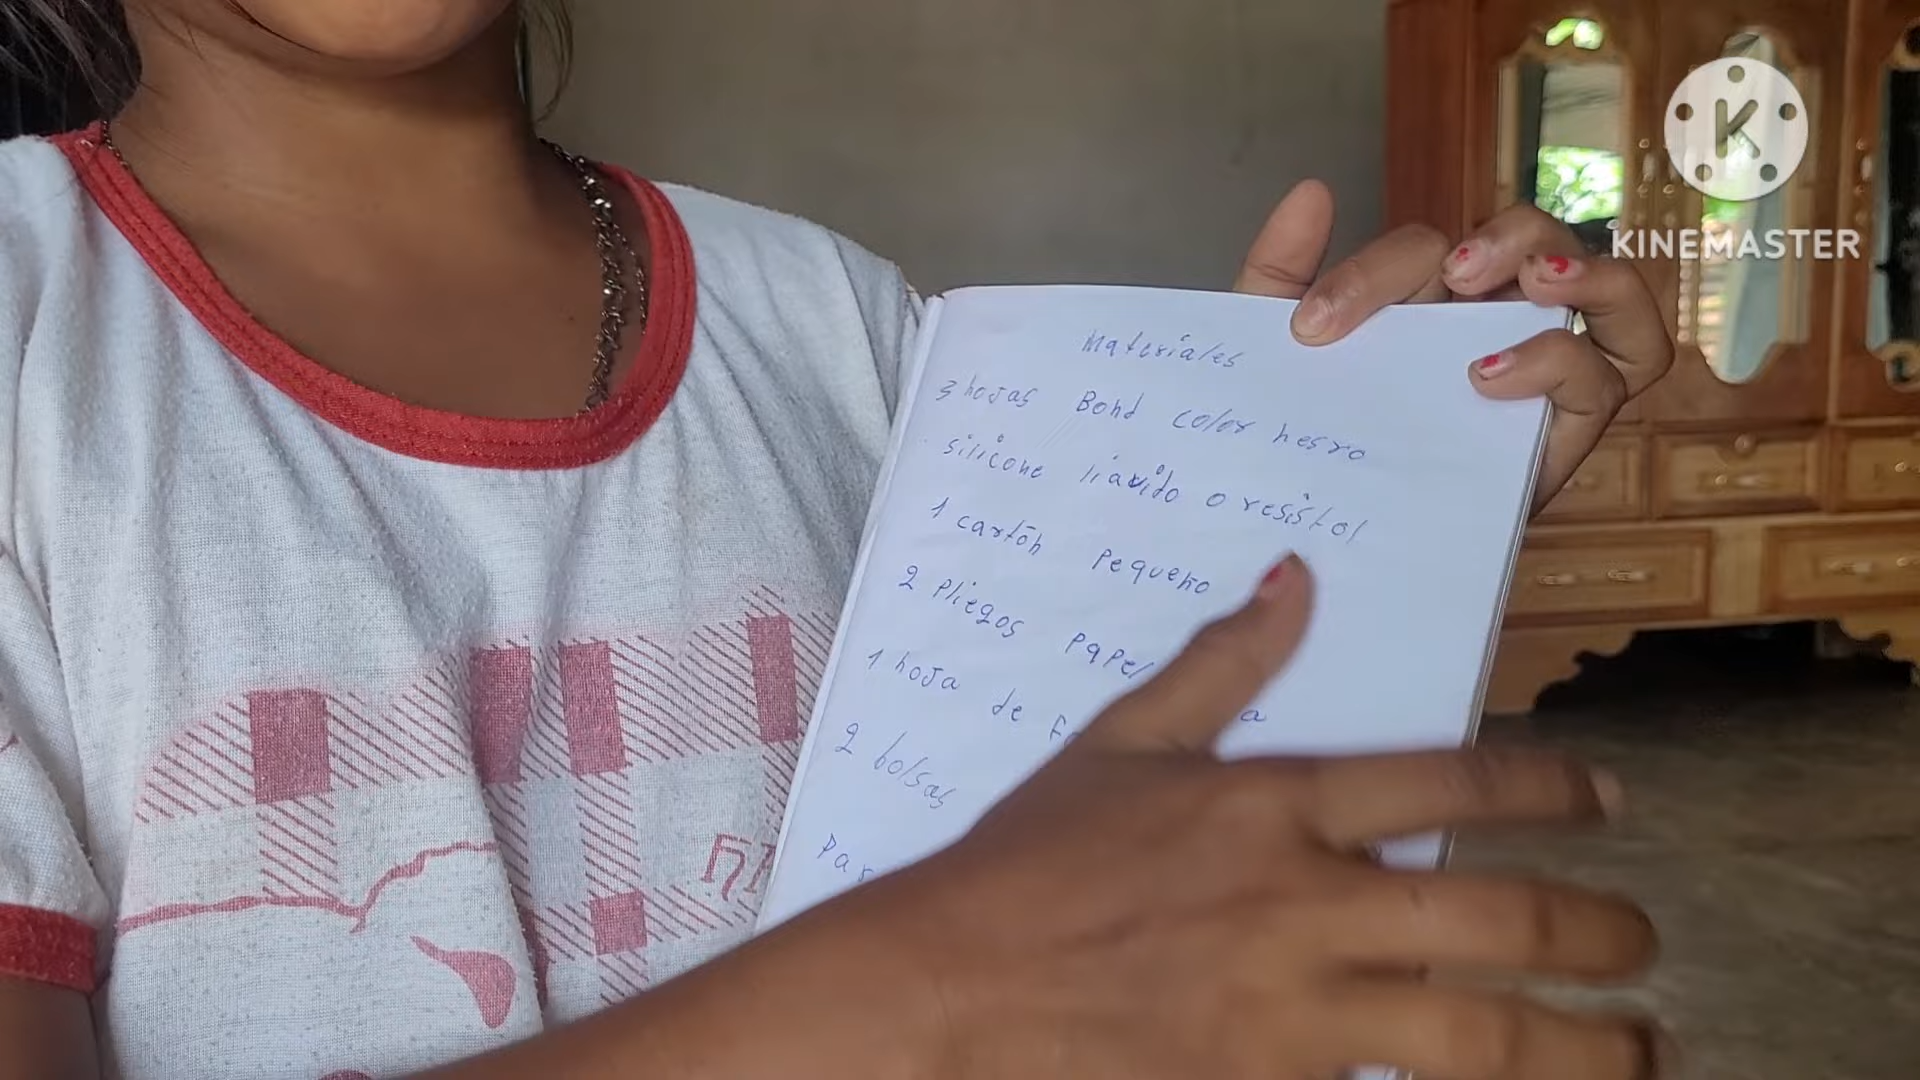 KINEMASTER
Materiales
3 hojas Bond color hegro
silicone liquido o resistol
1 cartón pequeño
2 Pliegos papel
1 hoja de
2 bolsas